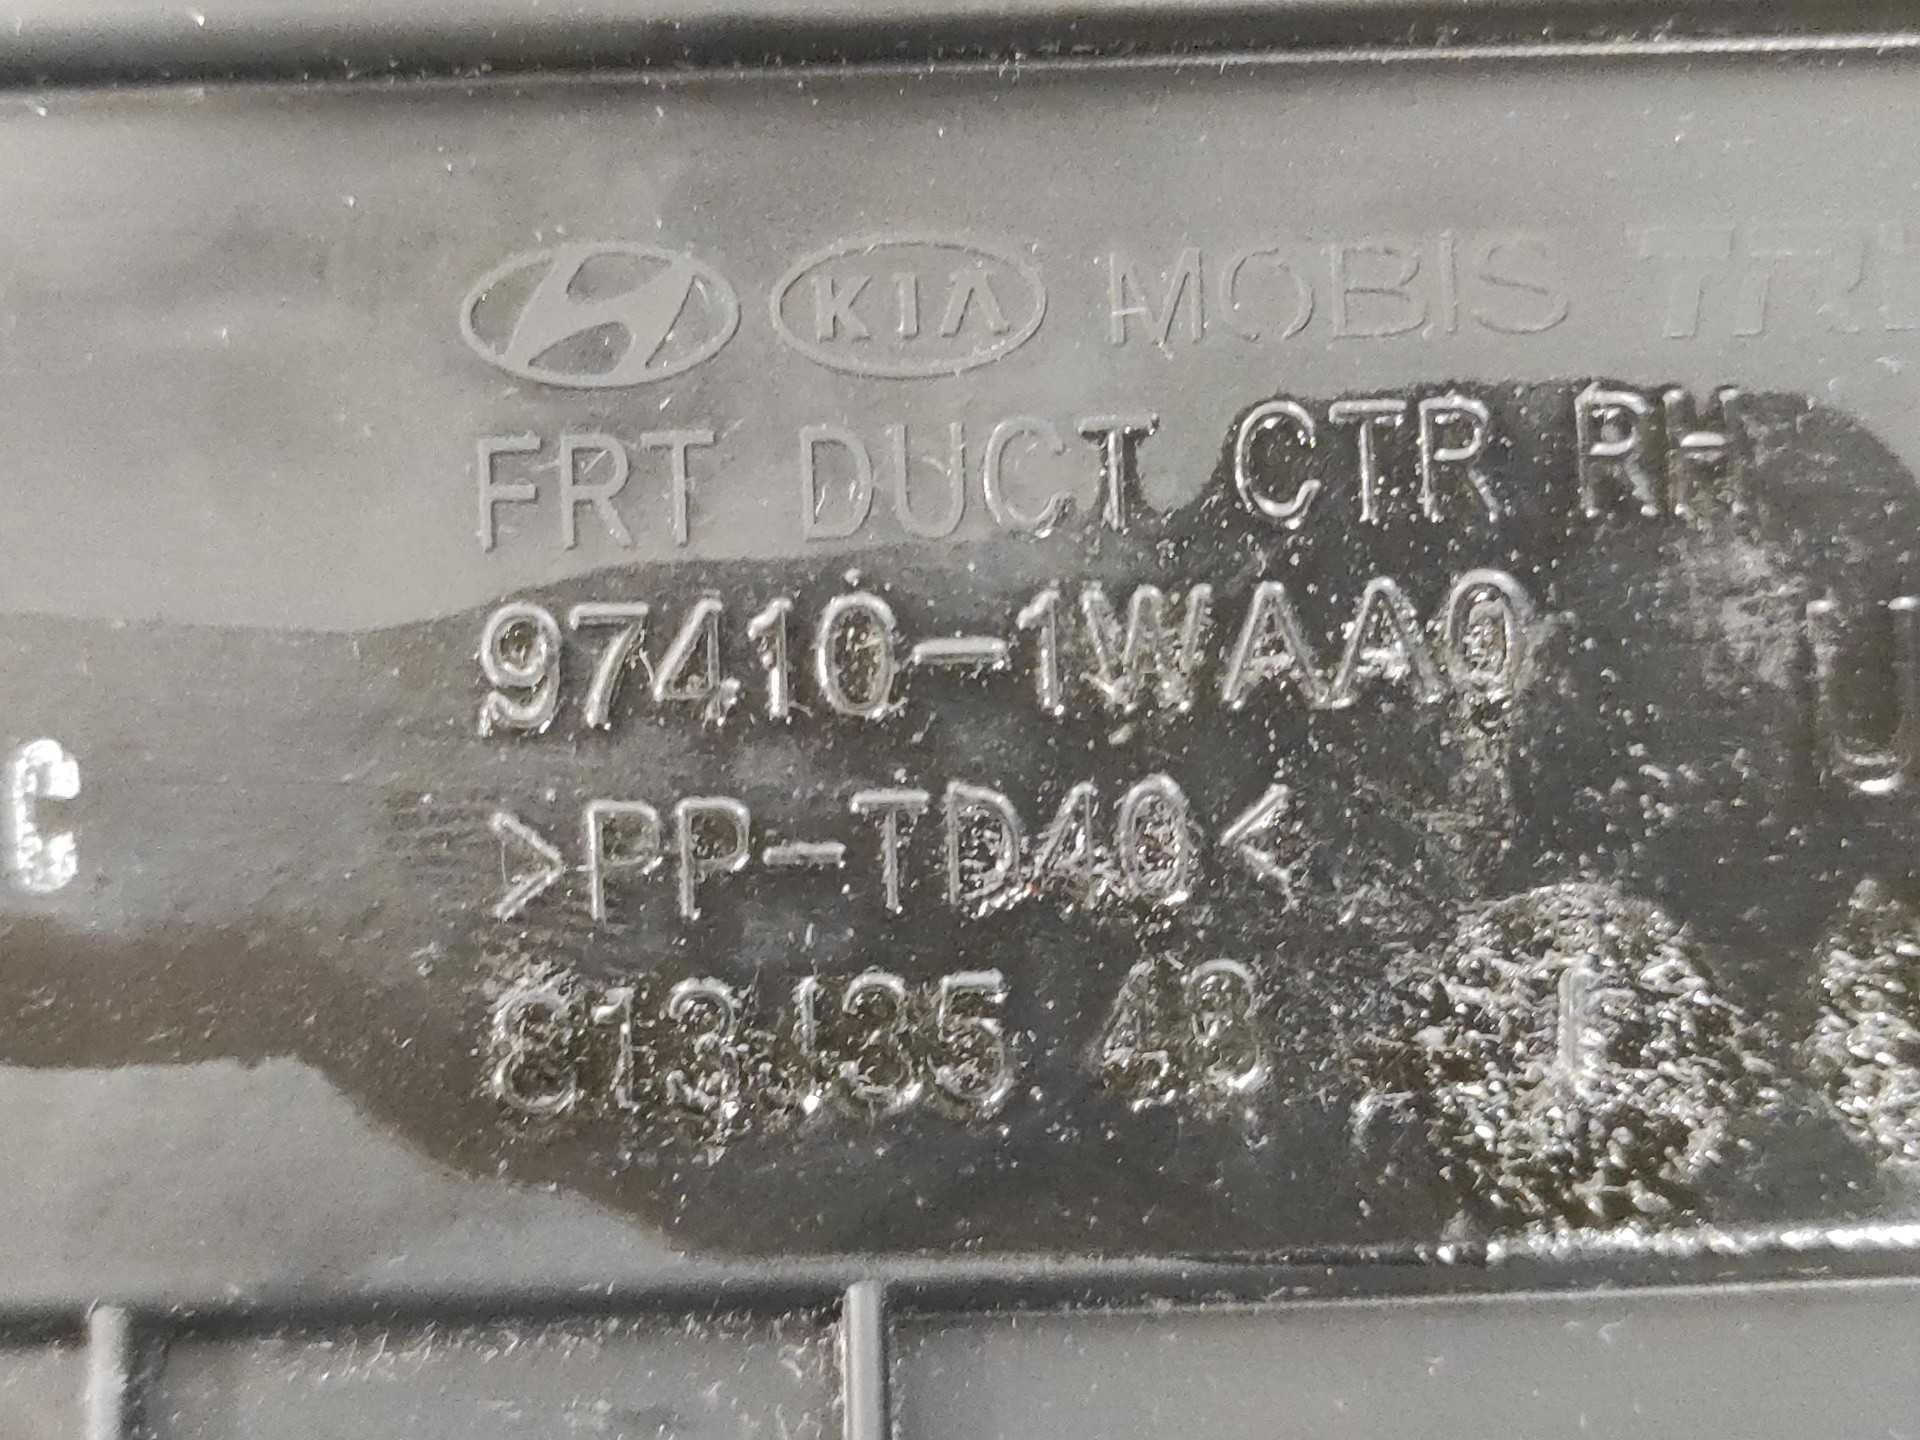 KIA MOBIS
FRT DUCT CTR RH
97410-1WAA0
U
C
>PP-TD40<